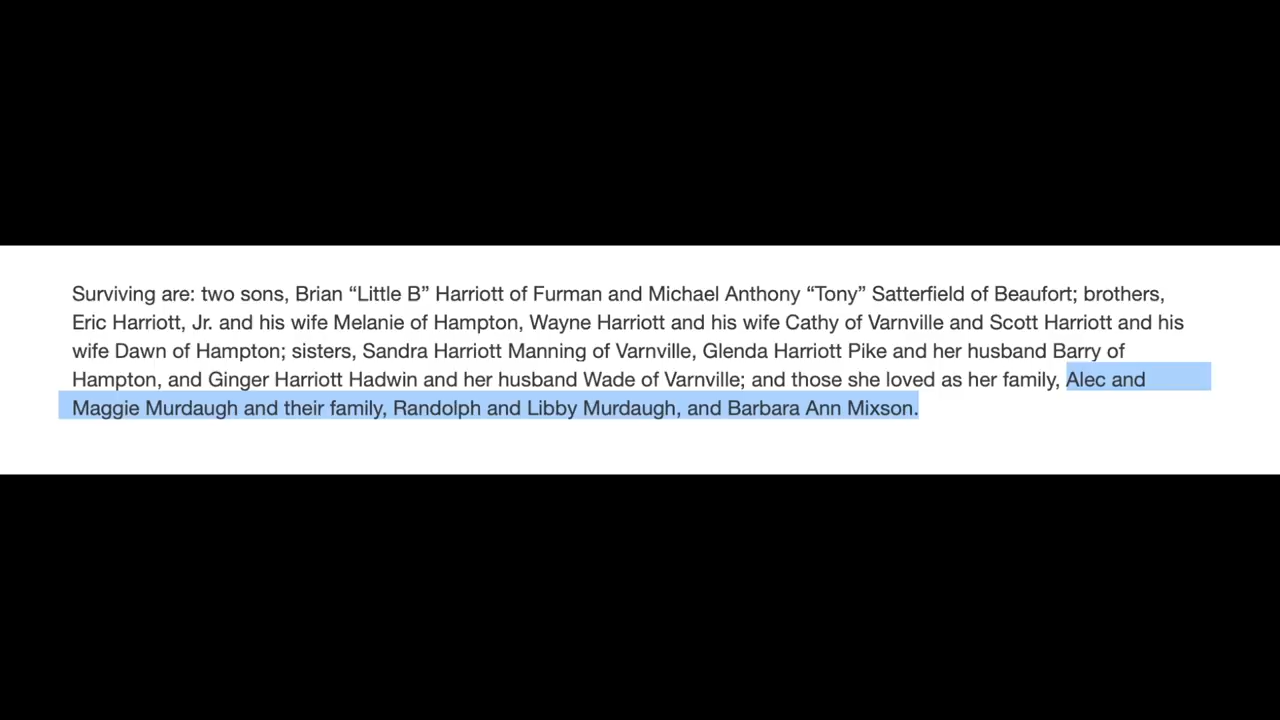 Surviving are: two sons, Brian “Little B” Harriott of Furman and Michael Anthony “Tony” Satterfield of Beaufort; brothers,
Eric Harriott, Jr. and his wife Melanie of Hampton, Wayne Harriott and his wife Cathy of Varnville and Scott Harriott and his
wife Dawn of Hampton; sisters, Sandra Harriott Manning of Varnville, Glenda Harriott Pike and her husband Barry of
Hampton, and Ginger Harriott Hadwin and her husband Wade of Varnville; and those she loved as her family, Alec and
Maggie Murdaugh and their family, Randolph and Libby Murdaugh, and Barbara Ann Mixson.